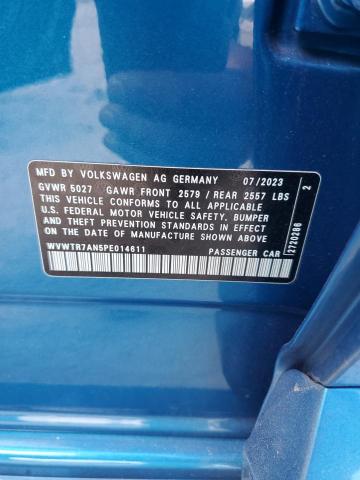 MFD BY VOLKSWAGEN AG GERMANY 07/2023
GVWR 5027 GAWR FRONT 2579 / REAR 2557 LBS
THIS VEHICLE CONFORMS TO ALL APPLICABLE
U.S. FEDERAL MOTOR VEHICLE SAFETY, BUMPER
AND THEFT PREVENTION STANDARDS IN EFFECT
ON THE DATE OF MANUFACTURE SHOWN ABOVE
WVWTR7AN5PE014611 PASSENGER CAR
2720286 2